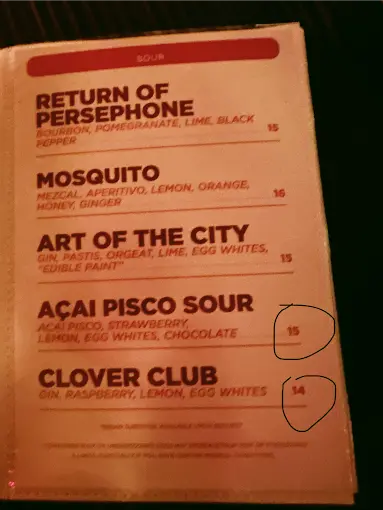 SOUR
RETURN OF
PERSEPHONE
BOURBON, POMEGRANATE, LIME, BLACK
PEPPER
15
MOSQUITO
MEZCAL, APERITIVO, LEMON, ORANGE,
HONEY, GINGER
16
ART OF THE CITY
GIN, PASTIS, ORGEAT, LIME, EGG WHITES,
"EDIBLE PAINT"
15
AÇAI PISCO SOUR
ACAI PISCO, STRAWBERRY,
LEMON, EGG WHITES, CHOCOLATE
15
CLOVER CLUB
GIN, RASPBERRY, LEMON, EGG WHITES
14